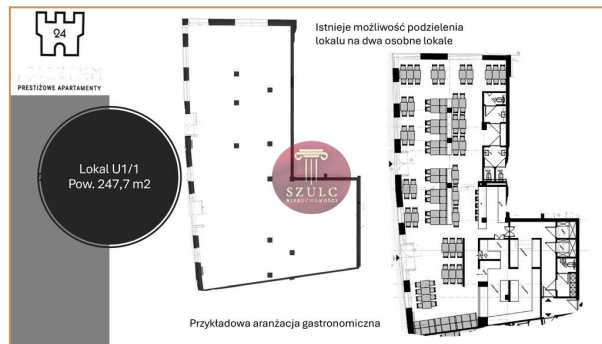 24
PRESTIŻOWE APARTAMENTY
Istnieje możliwość podzielenia
lokalu na dwa osobne lokale
Lokal U1/1
Pow. 247,7 m2
SZULC
NIERUCHOMOŚCI
Przykładowa aranżacja gastronomiczna